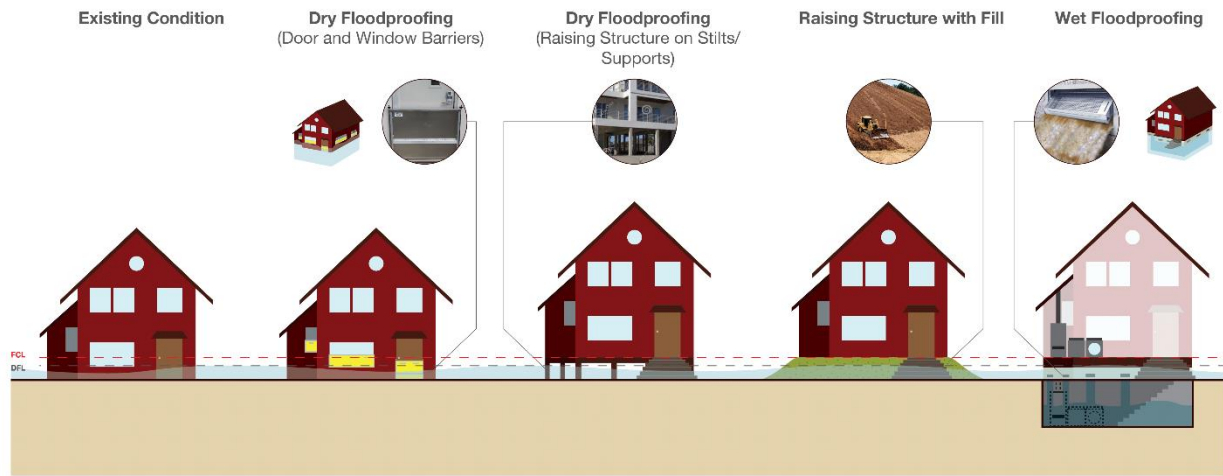 Existing Condition
Dry Floodproofing
(Door and Window Barriers)
Dry Floodproofing
(Raising Structure on Stilts/
Supports)
Raising Structure with Fill
Wet Floodproofing
FCL
DFL